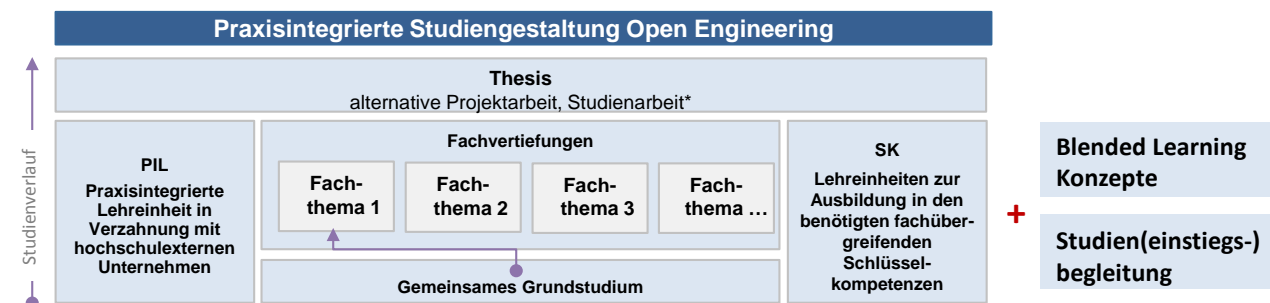 Praxisintegrierte Studiengestaltung Open Engineering
Studienverlauf
Thesis
alternative Projektarbeit, Studienarbeit*
PIL
Praxisintegrierte
Lehreinheit in
Verzahnung mit
hochschulexternen
Unternehmen
Fachvertiefungen
Fach-
thema 1
Fach-
thema 2
Fach-
thema 3
Fach-
thema …
Gemeinsames Grundstudium
SK
Lehreinheiten zur
Ausbildung in den
benötigten fachüber-
greifenden
Schlüssel-
kompetenzen
+
Blended Learning
Konzepte
Studien(einstiegs-)
begleitung